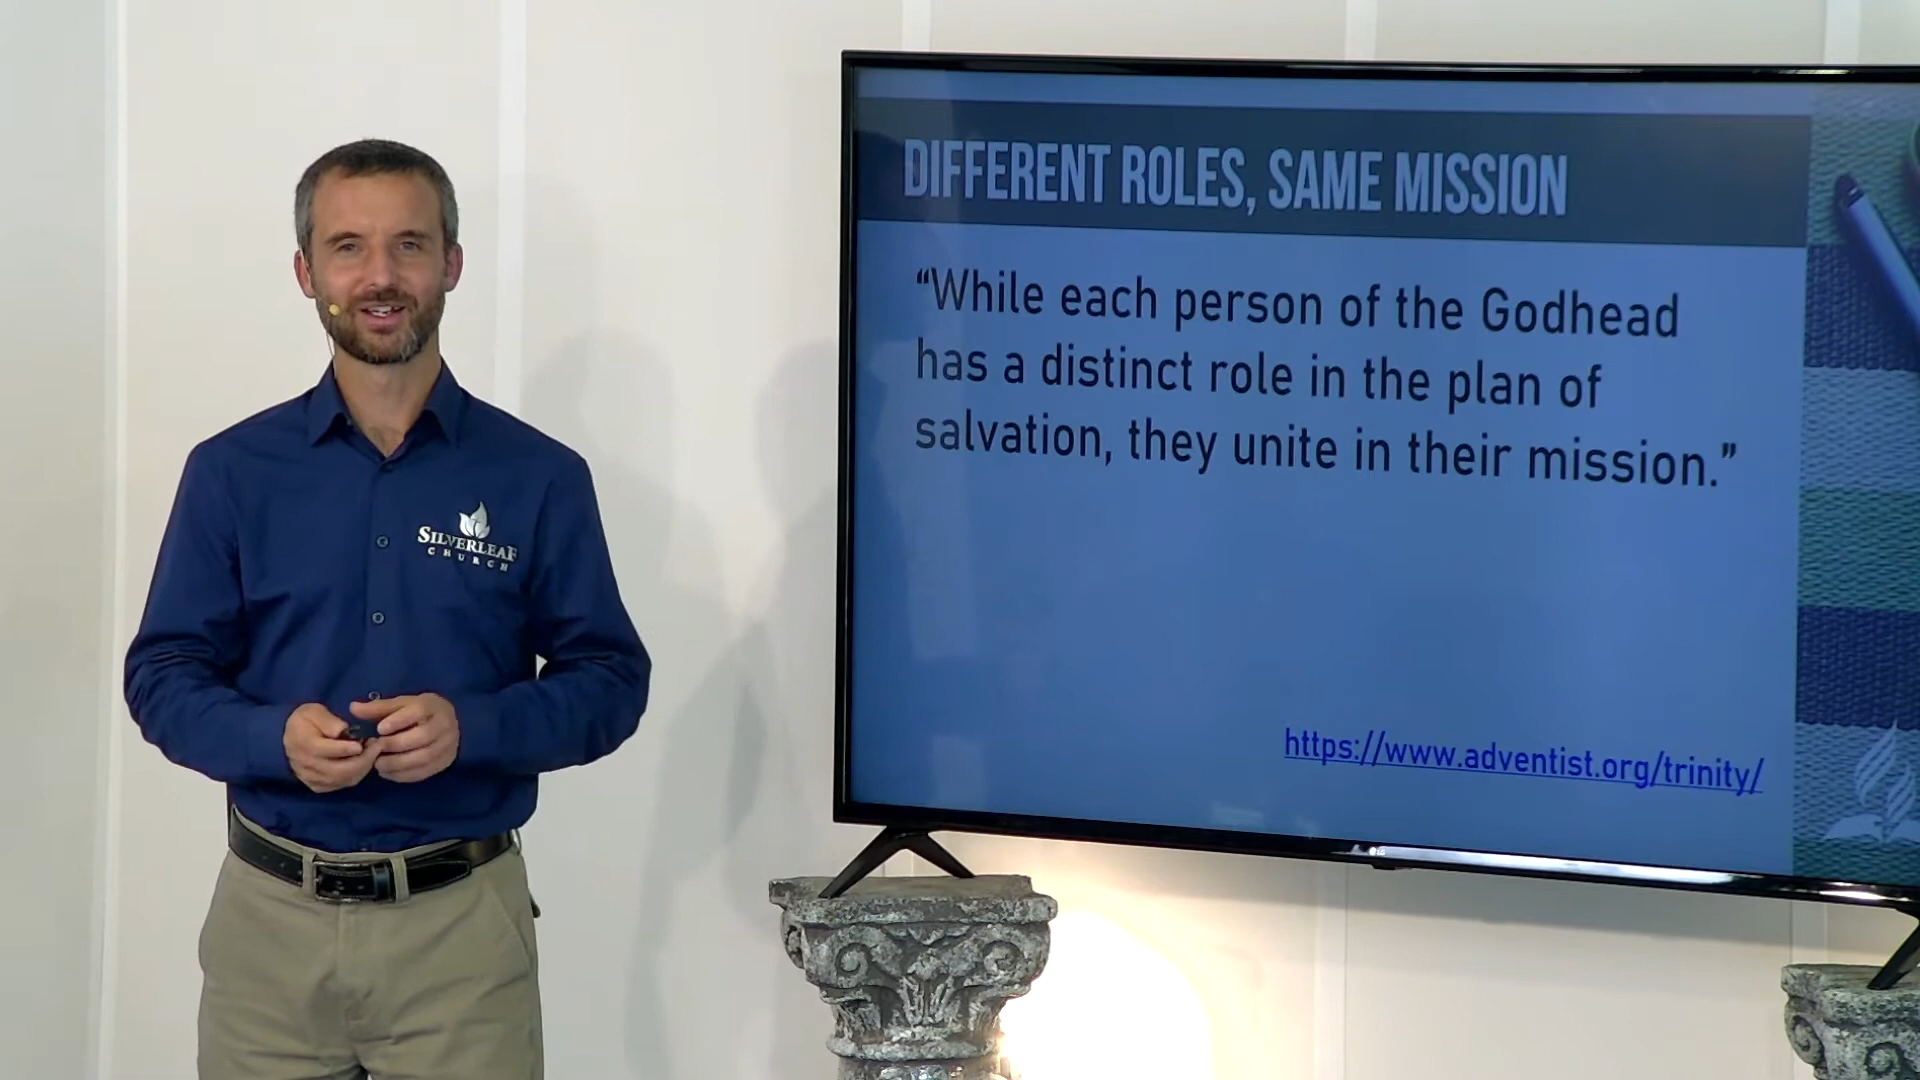 SILVERLEAF
CHURCH
DIFFERENT ROLES, SAME MISSION
“While each person of the Godhead
has a distinct role in the plan of
salvation, they unite in their mission.”
https://www.adventist.org/trinity/
LG